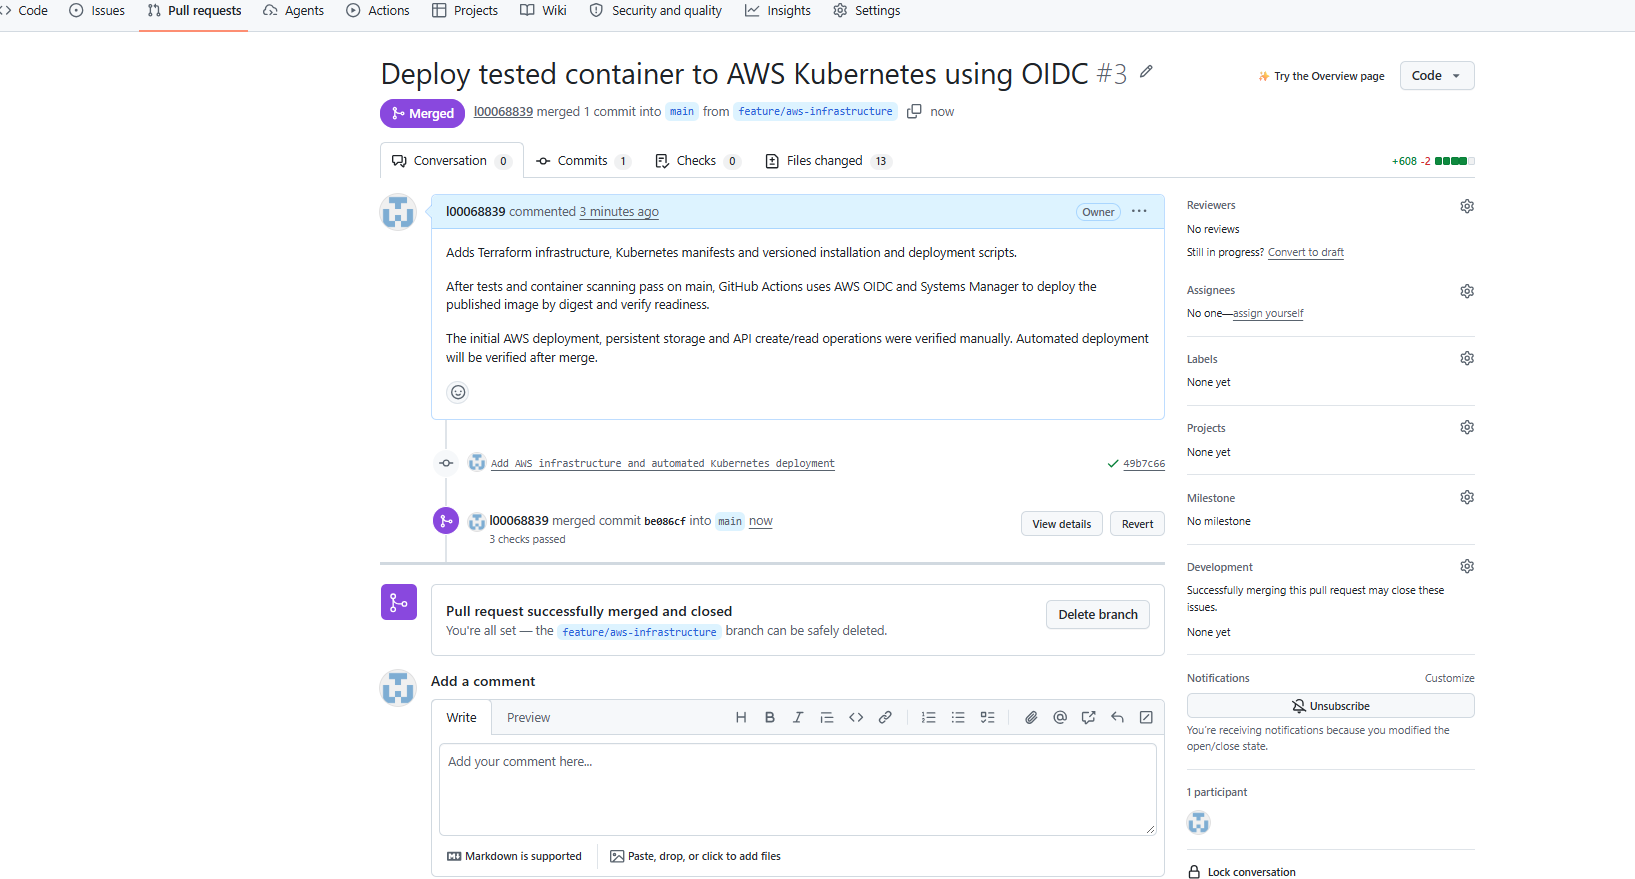 Code Issues Pull requests Agents Actions Projects Wiki Security and quality Insights Settings
Deploy tested container to AWS Kubernetes using OIDC #3
Try the Overview page
Code
Merged
l00068839 merged 1 commit into main from feature/aws-infrastructure now
Conversation 0 Commits 1 Checks 0 Files changed 13
+608 -2
l00068839 commented 3 minutes ago
Owner
Adds Terraform infrastructure, Kubernetes manifests and versioned installation and deployment scripts.
After tests and container scanning pass on main, GitHub Actions uses AWS OIDC and Systems Manager to deploy the
published image by digest and verify readiness.
The initial AWS deployment, persistent storage and API create/read operations were verified manually. Automated deployment
will be verified after merge.
Add AWS infrastructure and automated Kubernetes deployment
49b7c66
l00068839 merged commit be086cf into main now
3 checks passed
View details
Revert
Pull request successfully merged and closed
You're all set — the feature/aws-infrastructure branch can be safely deleted.
Delete branch
Add a comment
Write Preview
Add your comment here...
Markdown is supported
Paste, drop, or click to add files
Reviewers
No reviews
Still in progress? Convert to draft
Assignees
No one—assign yourself
Labels
None yet
Projects
None yet
Milestone
No milestone
Development
Successfully merging this pull request may close these
issues.
None yet
Notifications
Customize
Unsubscribe
You're receiving notifications because you modified the
open/close state.
1 participant
Lock conversation